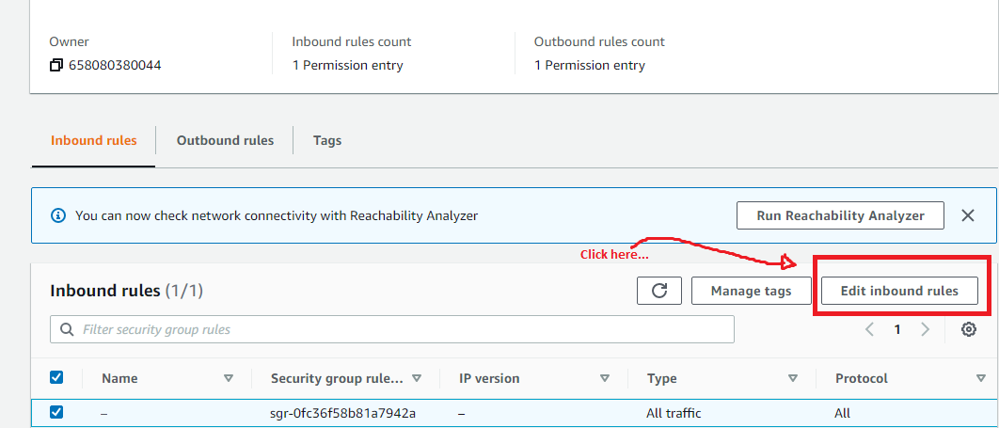 Owner Inbound rules count Outbound rules count
658080380044 1 Permission entry 1 Permission entry
Inbound rules Outbound rules Tags
You can now check network connectivity with Reachability Analyzer Run Reachability Analyzer
Click here...
Inbound rules (1/1) Manage tags Edit inbound rules
Filter security group rules 1
Name Security group rule... IP version Type Protocol
– sgr-0fc36f58b81a7942a – All traffic All